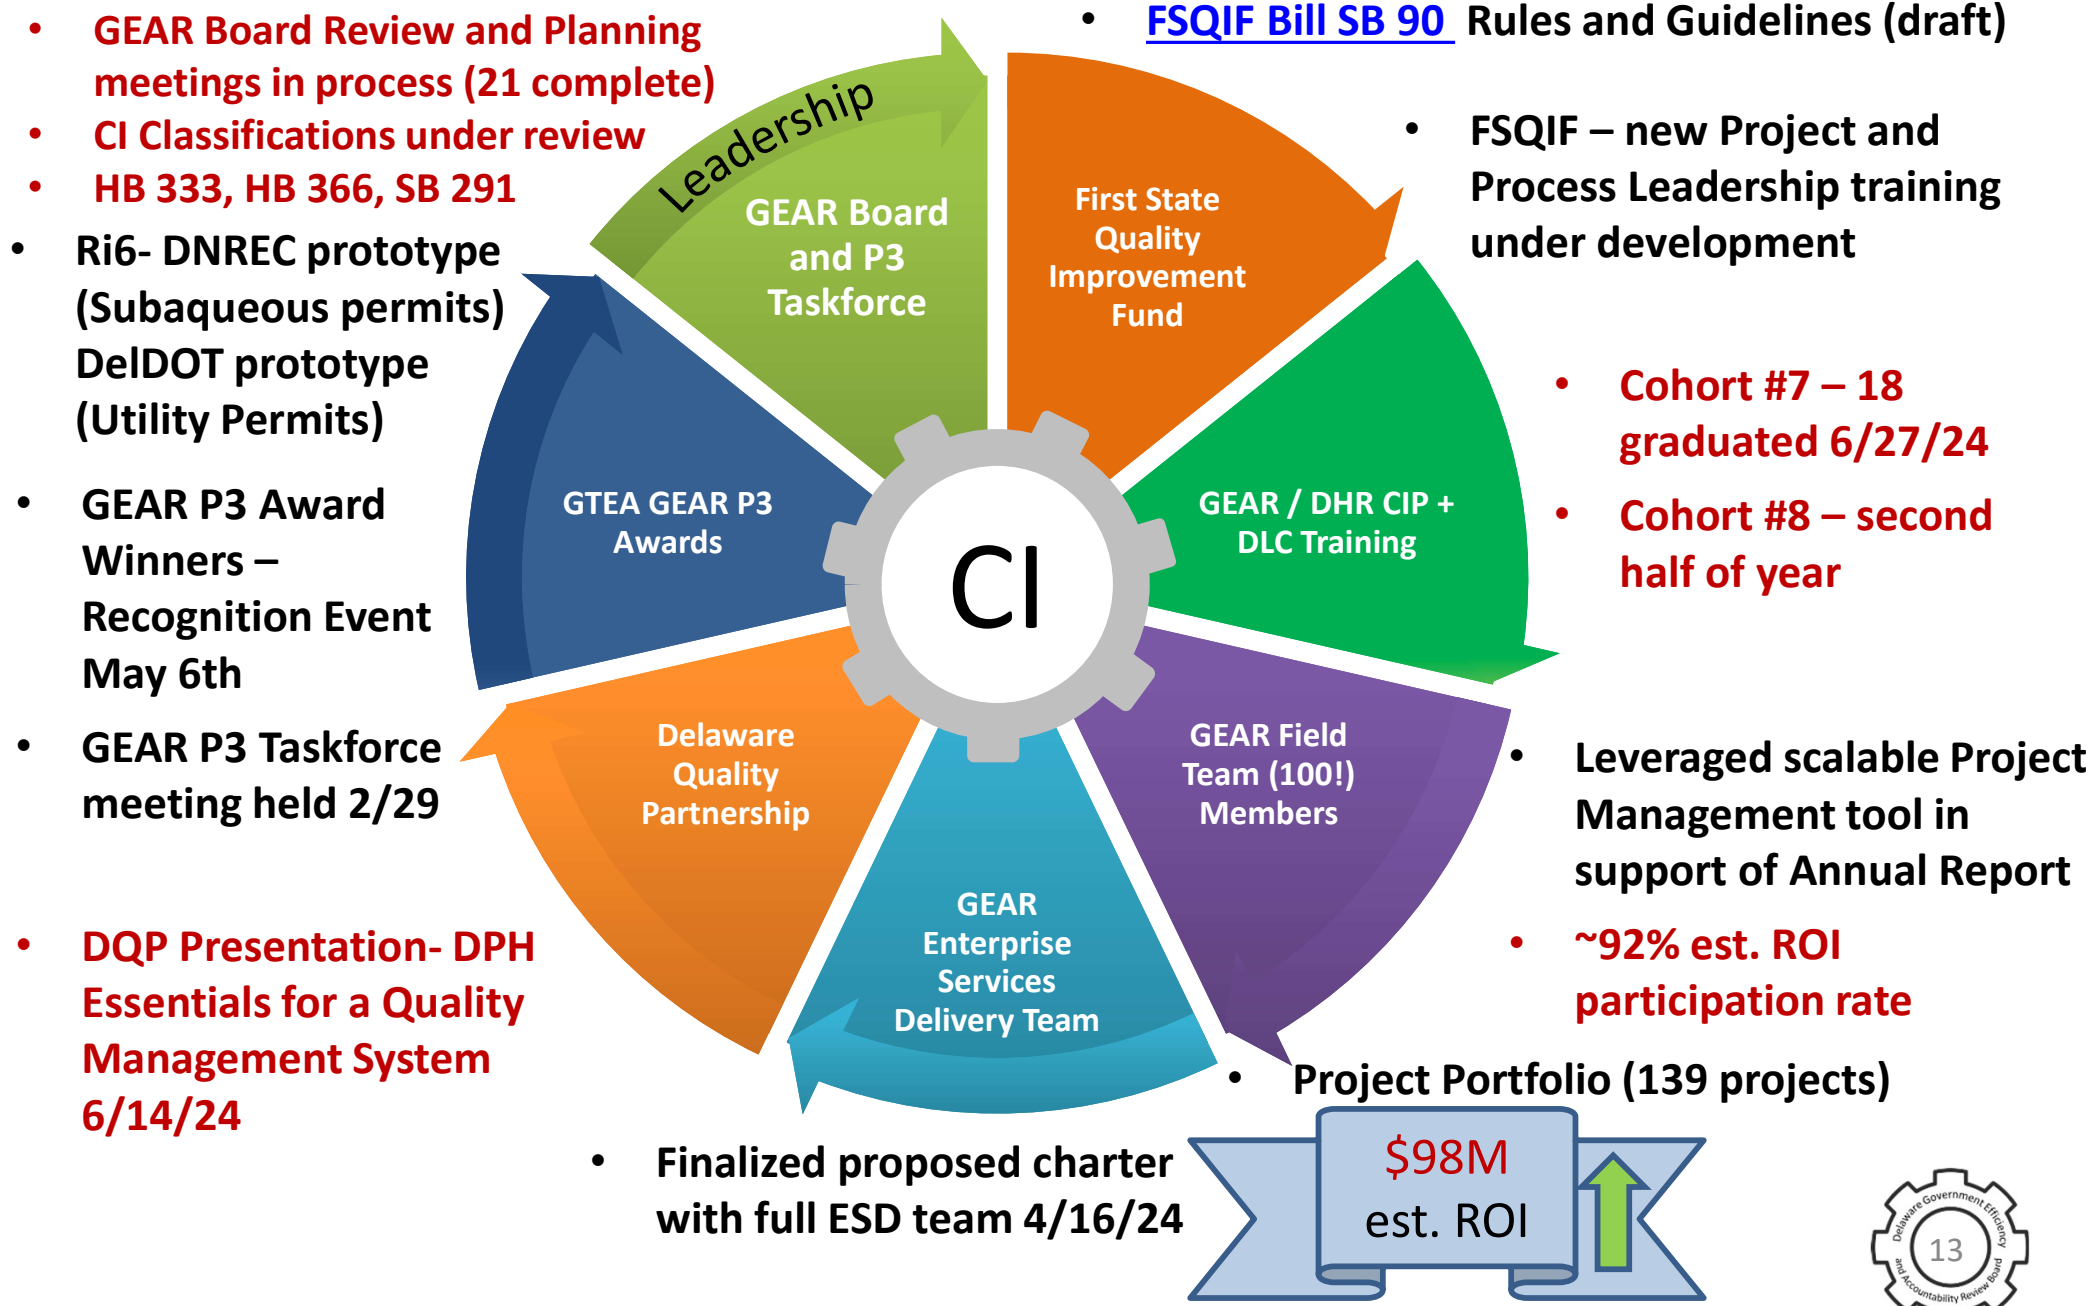 • GEAR Board Review and Planning
meetings in process (21 complete)
• CI Classifications under review
• HB 333, HB 366, SB 291
• Ri6- DNREC prototype
(Subaqueous permits)
DelDOT prototype
(Utility Permits)
• GEAR P3 Award
Winners –
Recognition Event
May 6th
• GEAR P3 Taskforce
meeting held 2/29
• DQP Presentation- DPH
Essentials for a Quality
Management System
6/14/24
Leadership
GEAR Board
and P3
Taskforce
First State
Quality
Improvement
Fund
GEAR / DHR CIP +
DLC Training
GEAR Field
Team (100!)
Members
GEAR
Enterprise
Services
Delivery Team
Delaware
Quality
Partnership
GTEA GEAR P3
Awards
CI
• FSQIF Bill SB 90 Rules and Guidelines (draft)
• FSQIF – new Project and
Process Leadership training
under development
• Cohort #7 – 18
graduated 6/27/24
• Cohort #8 – second
half of year
• Leveraged scalable Project
Management tool in
support of Annual Report
• ~92% est. ROI
participation rate
• Project Portfolio (139 projects)
• Finalized proposed charter
with full ESD team 4/16/24
$98M
est. ROI
Delaware Government Efficiency
and Accountability Review Board
13